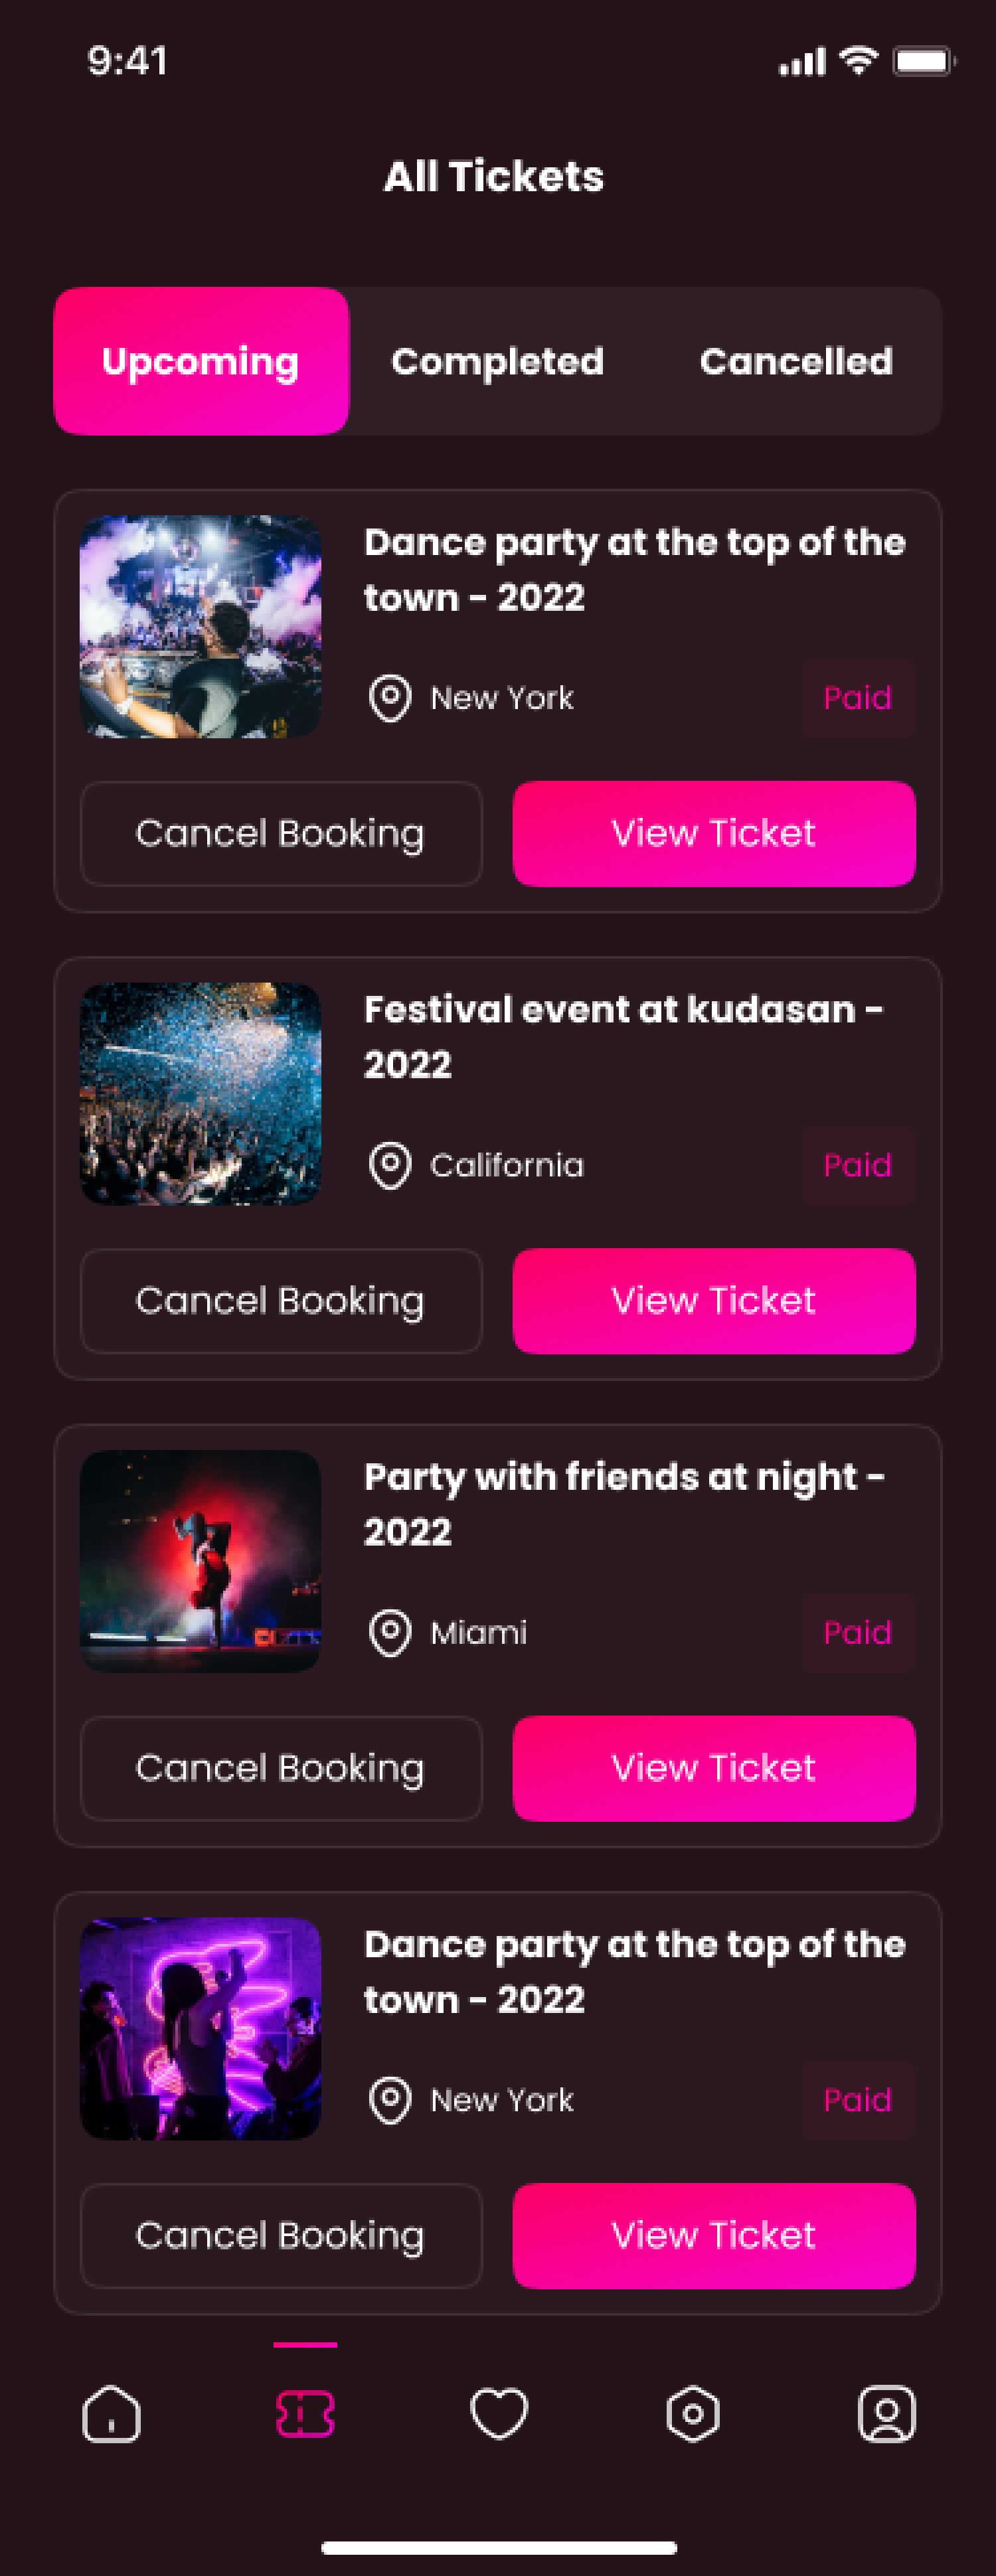 9:41
All Tickets
Upcoming
Completed
Cancelled
Dance party at the top of the
town - 2022
New York
Paid
Cancel Booking
View Ticket
Festival event at kudasan -
2022
California
Paid
Cancel Booking
View Ticket
Party with friends at night -
2022
Miami
Paid
Cancel Booking
View Ticket
Dance party at the top of the
town - 2022
New York
Paid
Cancel Booking
View Ticket